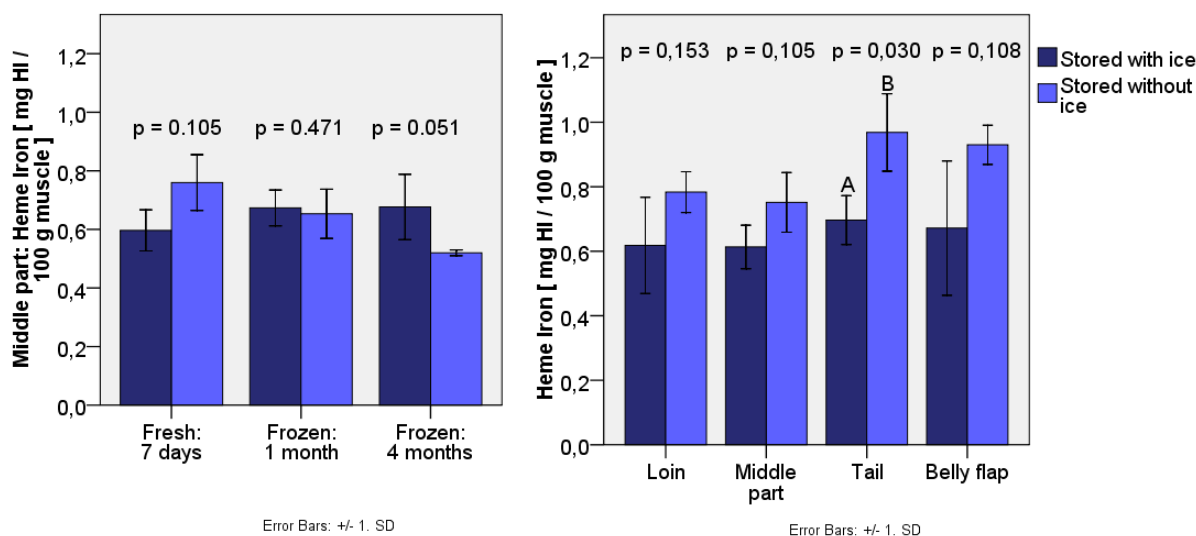 Middle part: Heme Iron [ mg HI /
100 g muscle ]
1,2
1,0
0,8
0,6
0,4
0,2
0,0
p = 0.105
p = 0.471
p = 0.051
Fresh:
7 days
Frozen:
1 month
Frozen:
4 months
Error Bars: +/- 1. SD
Heme Iron [ mg HI / 100 g muscle ]
1,2
1,0
0,8
0,6
0,4
0,2
0,0
p = 0,153
p = 0,105
p = 0,030
p = 0,108
A
B
Loin
Middle
part
Tail
Belly flap
Error Bars: +/- 1. SD
Stored with ice
Stored without
ice